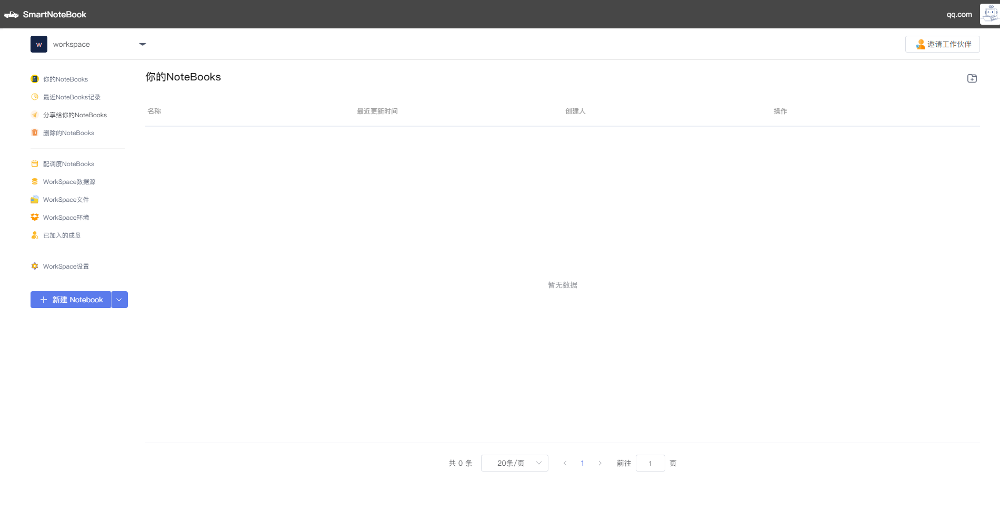 SmartNoteBook
qq.com
w
workspace
邀请工作伙伴
你的NoteBooks
最近NoteBooks记录
分享给你的NoteBooks
删除的NoteBooks
配调度NoteBooks
WorkSpace数据源
WorkSpace文件
WorkSpace环境
已加入的成员
WorkSpace设置
新建 Notebook
你的NoteBooks
名称 最近更新时间 创建人 操作
暂无数据
共 0 条 20条/页 1 前往 1 页